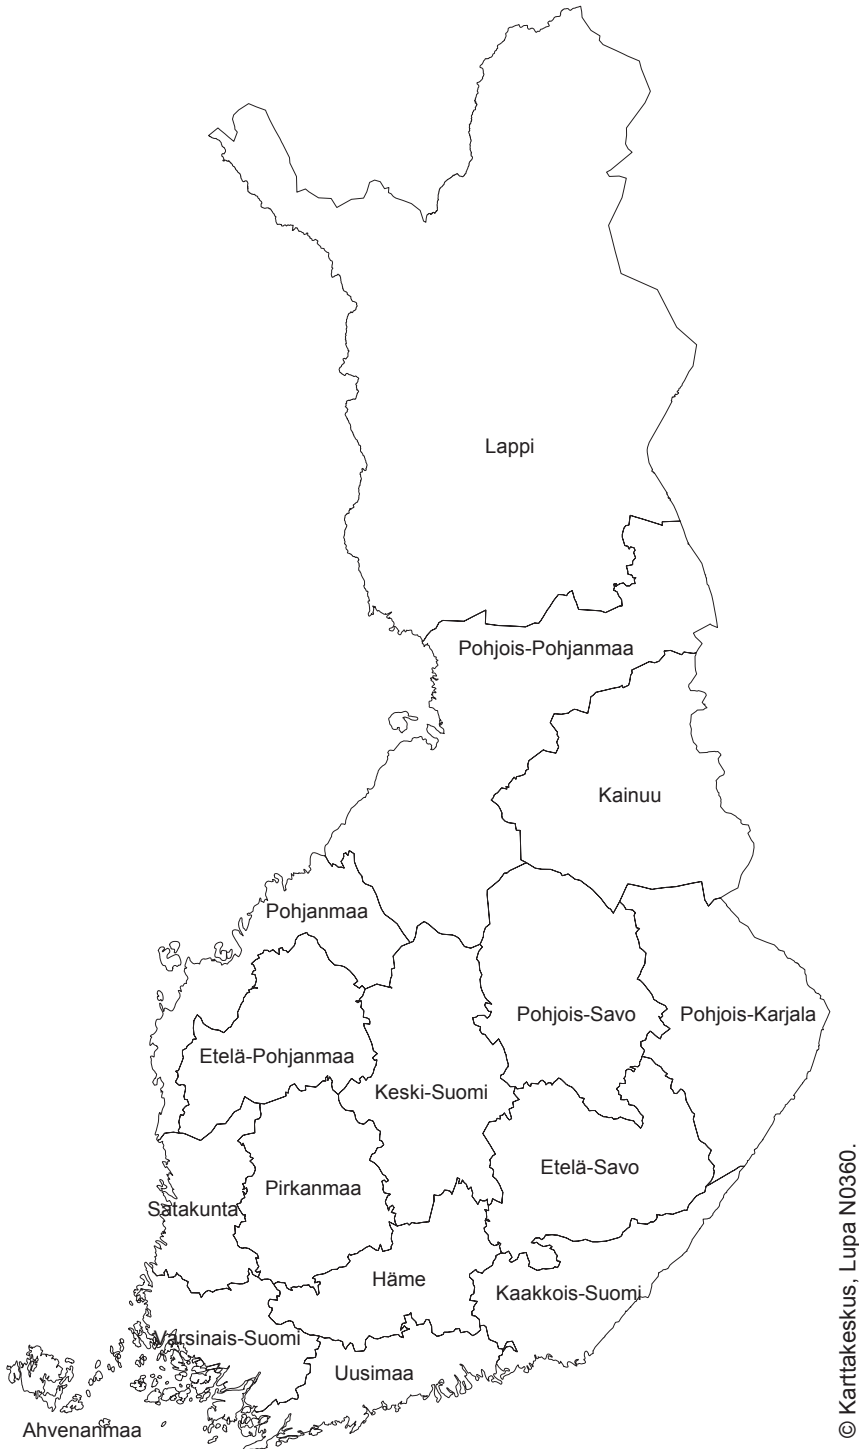 Lappi
Pohjois-Pohjanmaa
Kainuu
Pohjanmaa
Pohjois-Savo
Pohjois-Karjala
Etelä-Pohjanmaa
Keski-Suomi
Etelä-Savo
Pirkanmaa
Satakunta
Häme
Kaakkois-Suomi
Varsinais-Suomi
Uusimaa
Ahvenanmaa
© Karttakeskus, Lupa N0360.